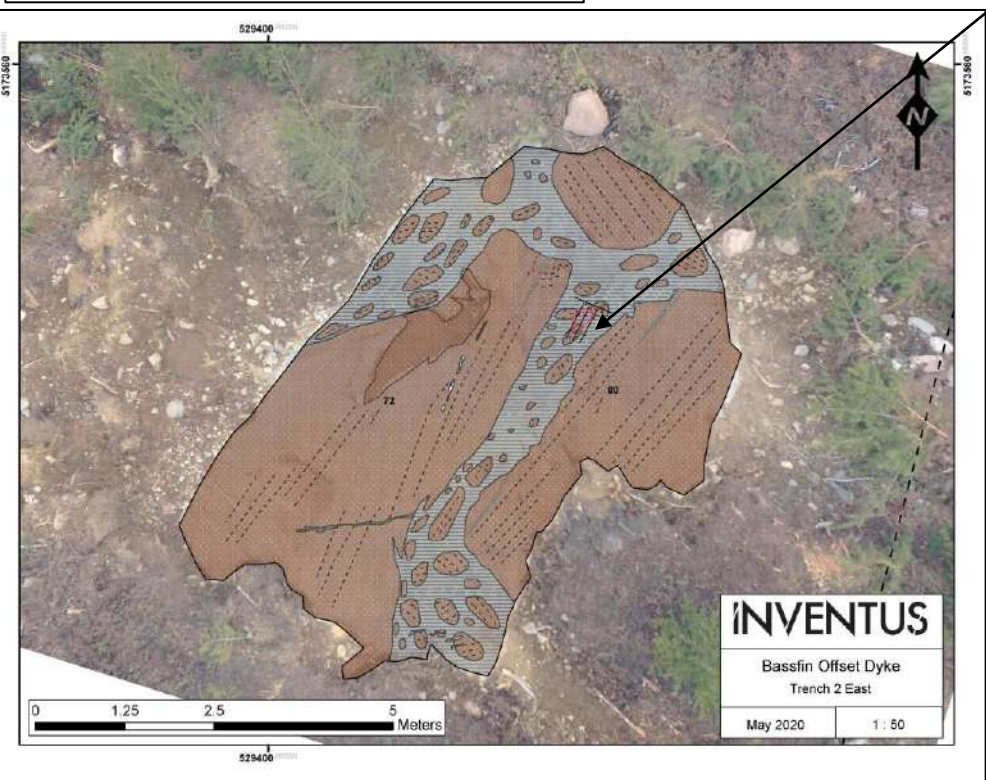 529400
5173560
5173560
N
72
80
INVENTUS
Bassfin Offset Dyke
Trench 2 East
May 2020
1 : 50
0 1.25 2.5 5
Meters
529400